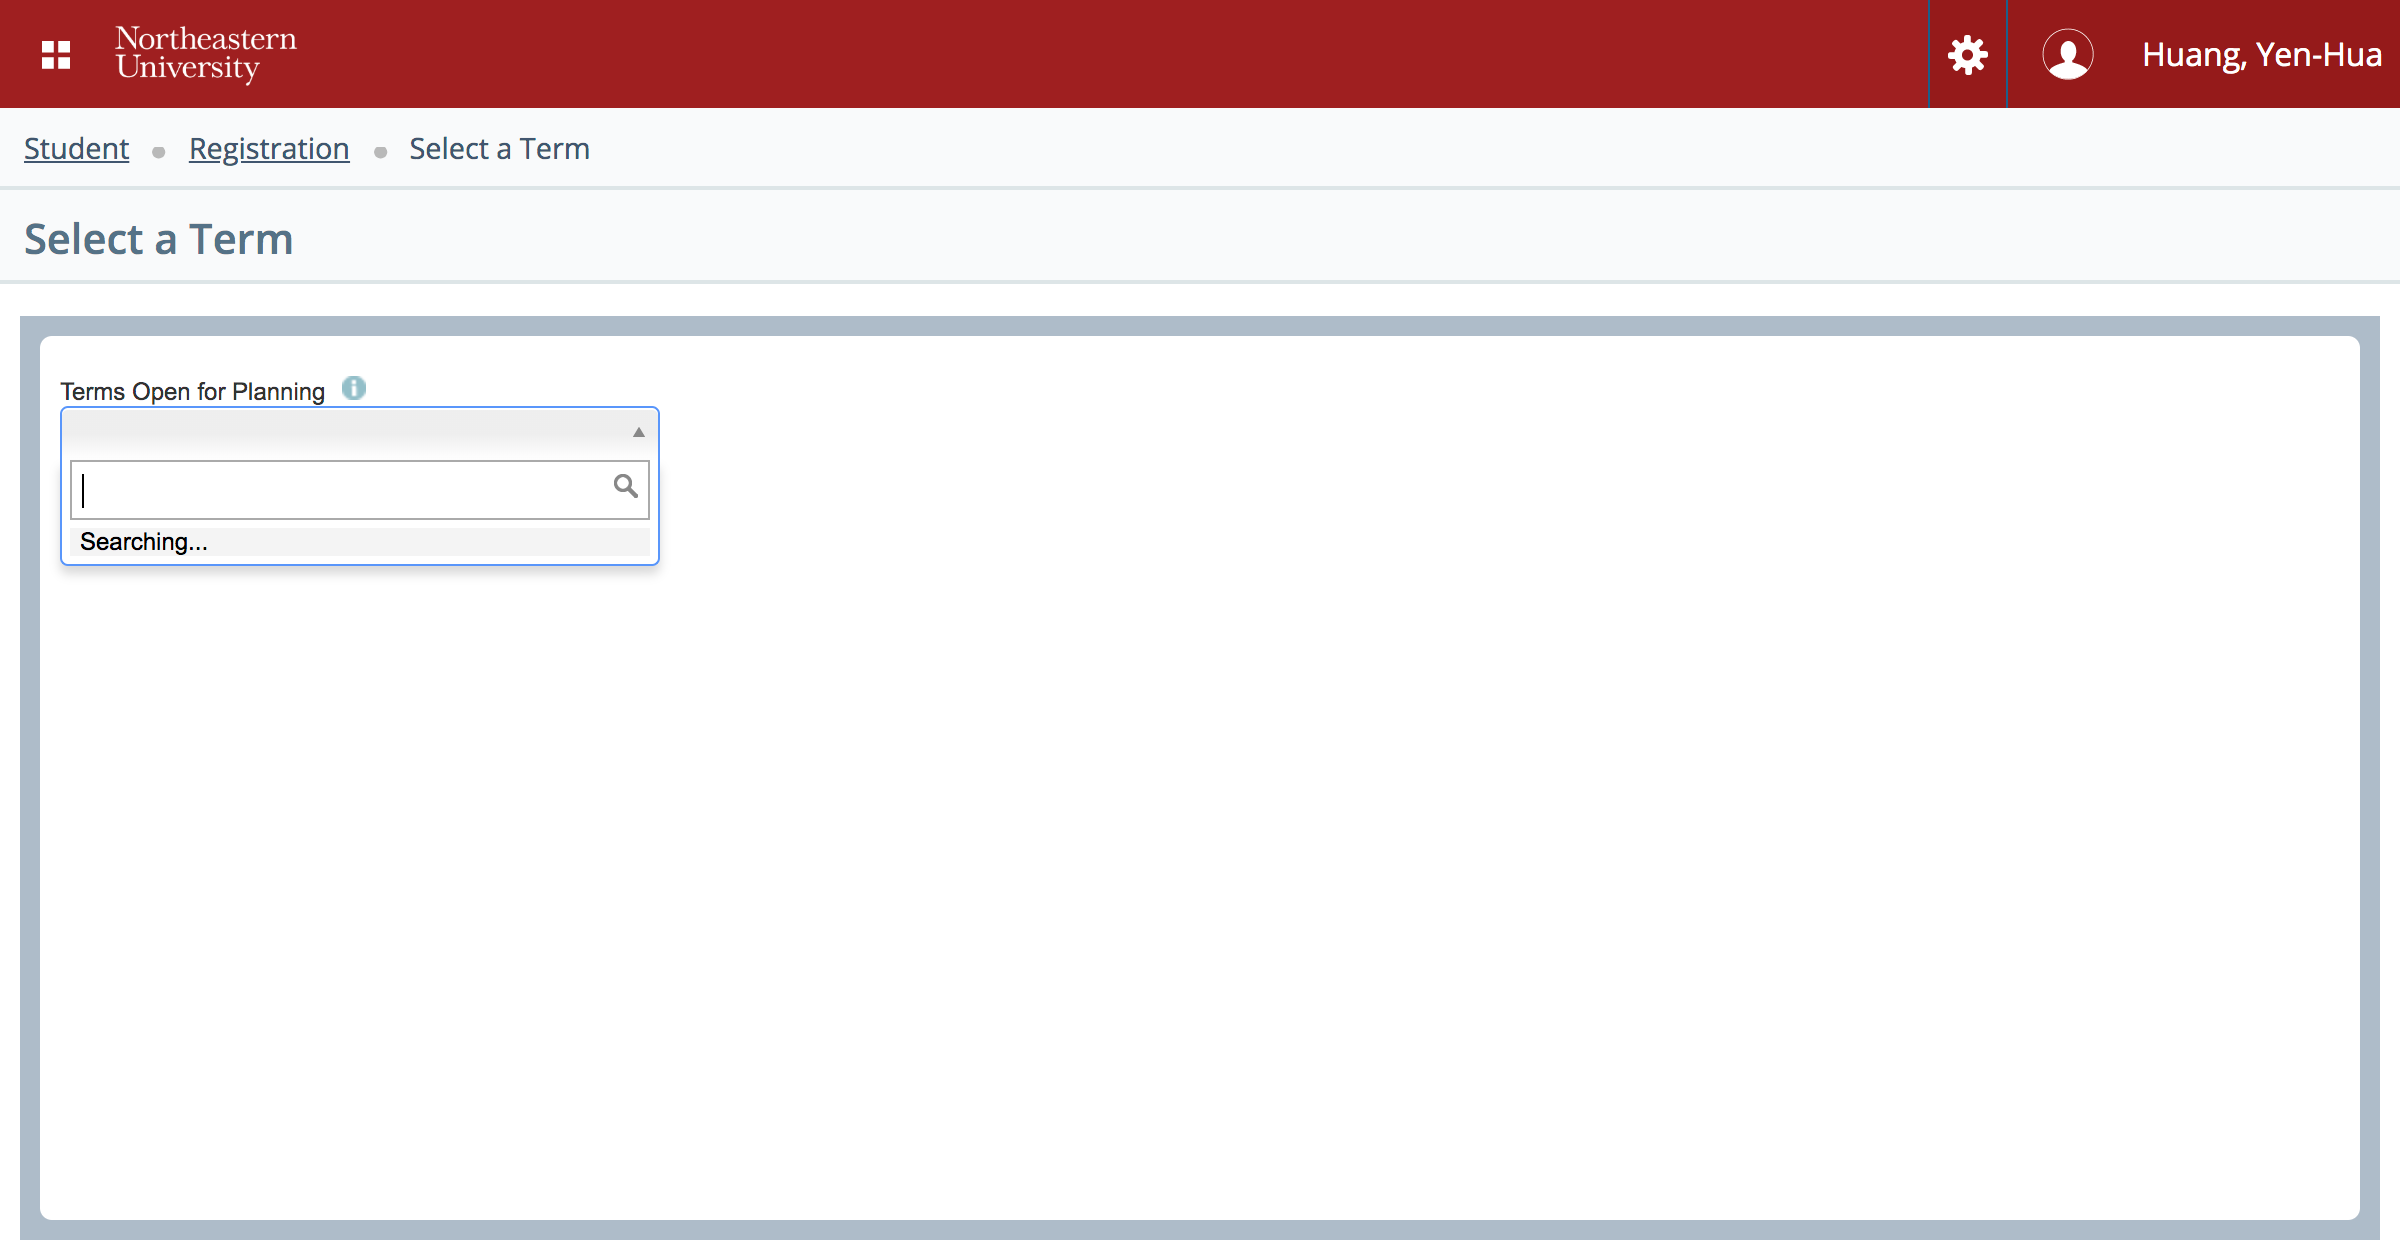 Northeastern
University
Huang, Yen-Hua
Student
Registration
Select a Term
Select a Term
Terms Open for Planning
Searching...